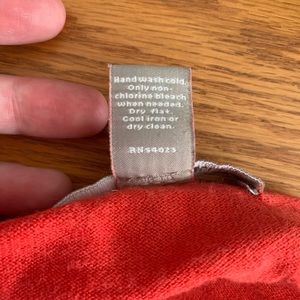 Hand wash cold.
Only non-
chlorine bleach
when needed.
Dry flat.
Cool iron or
dry clean.
RN54023